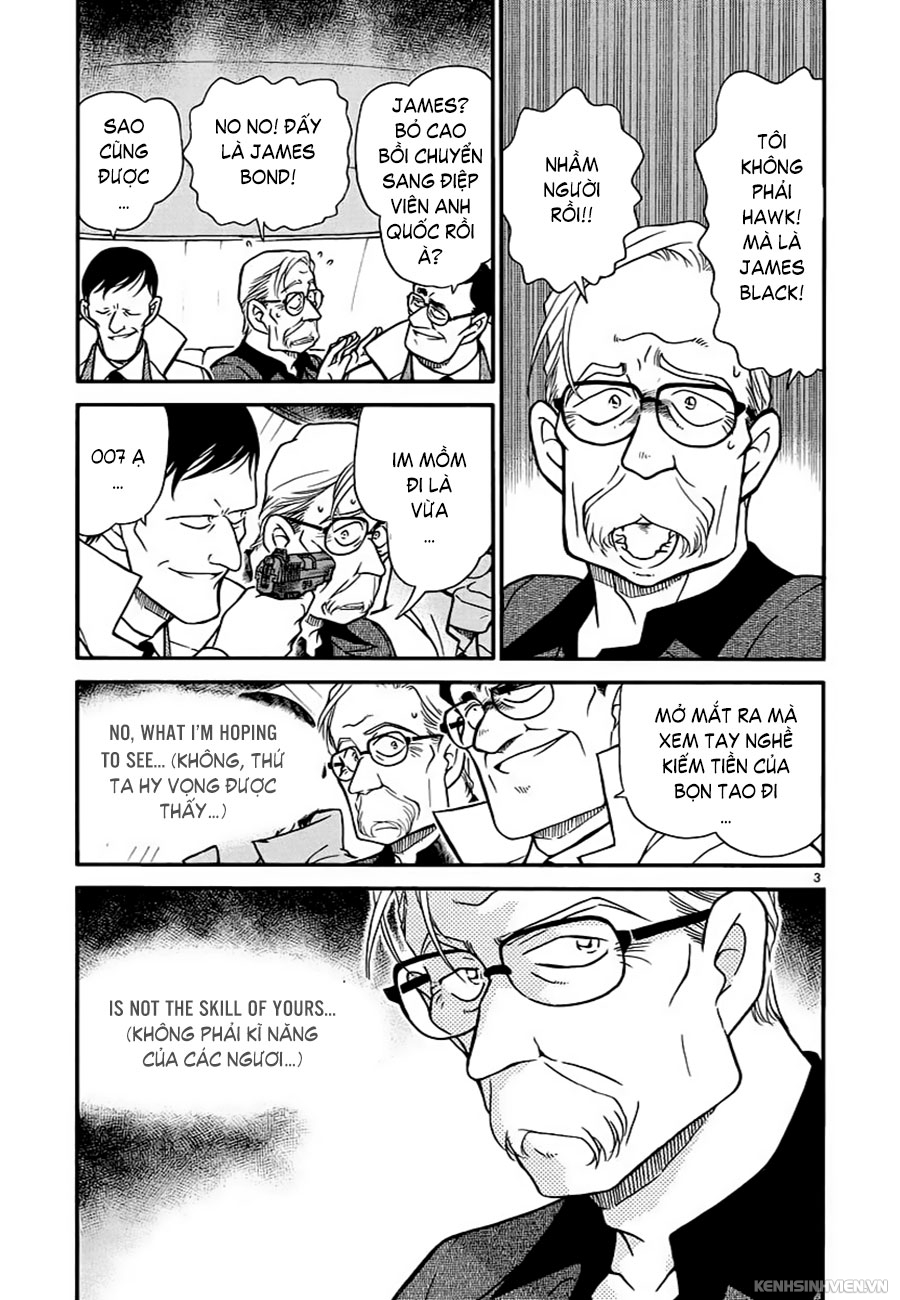 TÔI
KHÔNG
PHẢI
HAWK!
MÀ LÀ
JAMES
BLACK!
NHẦM
NGƯỜI
RỒI!!
JAMES?
BỎ CAO
BỒI CHUYỂN
SANG ĐIỆP
VIÊN ANH
QUỐC RỒI
À?
NO NO! ĐẤY
LÀ JAMES
BOND!
SAO
CŨNG
ĐƯỢC
...
IM MỒM
ĐI LÀ
VỪA
...
007 Ạ
...
MỞ MẮT RA MÀ
XEM TAY NGHỀ
KIẾM TIỀN CỦA
BỌN TAO ĐI
...
NO, WHAT I'M HOPING
TO SEE... (KHÔNG, THỨ
TA HY VỌNG ĐƯỢC
THẤY...)
3
IS NOT THE SKILL OF YOURS...
(KHÔNG PHẢI KĨ NĂNG
CỦA CÁC NGƯƠI...)
KENHSINHVIEN.VN